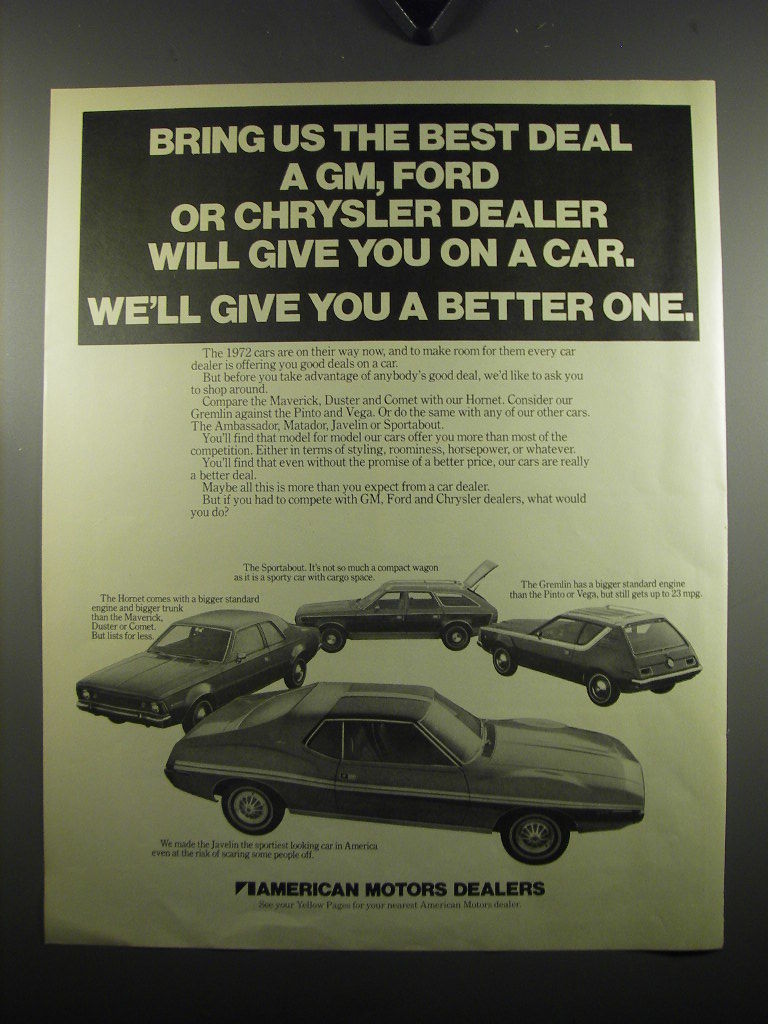 BRING US THE BEST DEAL
A GM, FORD
OR CHRYSLER DEALER
WILL GIVE YOU ON A CAR.
WE'LL GIVE YOU A BETTER ONE.
The 1972 cars are on their way now, and to make room for them every car
dealer is offering you good deals on a car.
But before you take advantage of anybody's good deal, we'd like to ask you
to shop around.
Compare the Maverick, Duster and Comet with our Hornet. Consider our
Gremlin against the Pinto and Vega. Or do the same with any of our other cars.
The Ambassador, Matador, Javelin or Sportabout.
You'll find that model for model our cars offer you more than most of the
competition. Either in terms of styling, roominess, horsepower, or whatever.
You'll find that even without the promise of a better price, our cars are really
a better deal.
Maybe all this is more than you expect from a car dealer.
But if you had to compete with GM, Ford and Chrysler dealers, what would
you do?
The Sportabout. It's not so much a compact wagon
as it is a sporty car with cargo space.
The Gremlin has a bigger standard engine
than the Pinto or Vega, but still gets up to 23 mpg.
The Hornet comes with a bigger standard
engine and bigger trunk
than the Maverick,
Duster or Comet.
But lists for less.
We made the Javelin the sportiest looking car in America
even at the risk of scaring some people off.
AMERICAN MOTORS DEALERS
See your Yellow Pages for your nearest American Motors dealer.